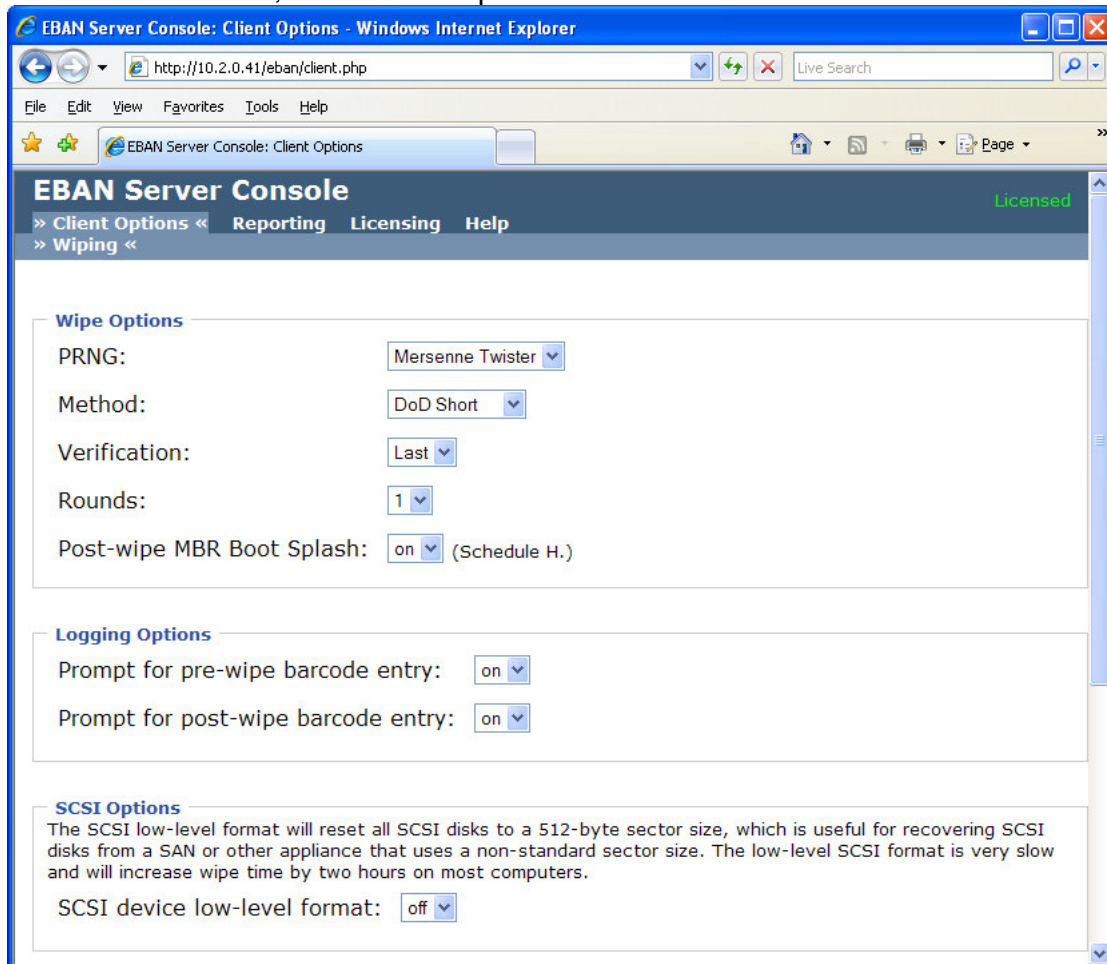 EBAN Server Console: Client Options - Windows Internet Explorer
http://10.2.0.41/eban/client.php
Live Search
File Edit View Favorites Tools Help
EBAN Server Console: Client Options
Page
EBAN Server Console
Licensed
» Client Options « Reporting Licensing Help
» Wiping «
Wipe Options
PRNG: Mersenne Twister
Method: DoD Short
Verification: Last
Rounds: 1
Post-wipe MBR Boot Splash: on (Schedule H.)
Logging Options
Prompt for pre-wipe barcode entry: on
Prompt for post-wipe barcode entry: on
SCSI Options
The SCSI low-level format will reset all SCSI disks to a 512-byte sector size, which is useful for recovering SCSI
disks from a SAN or other appliance that uses a non-standard sector size. The low-level SCSI format is very slow
and will increase wipe time by two hours on most computers.
SCSI device low-level format: off